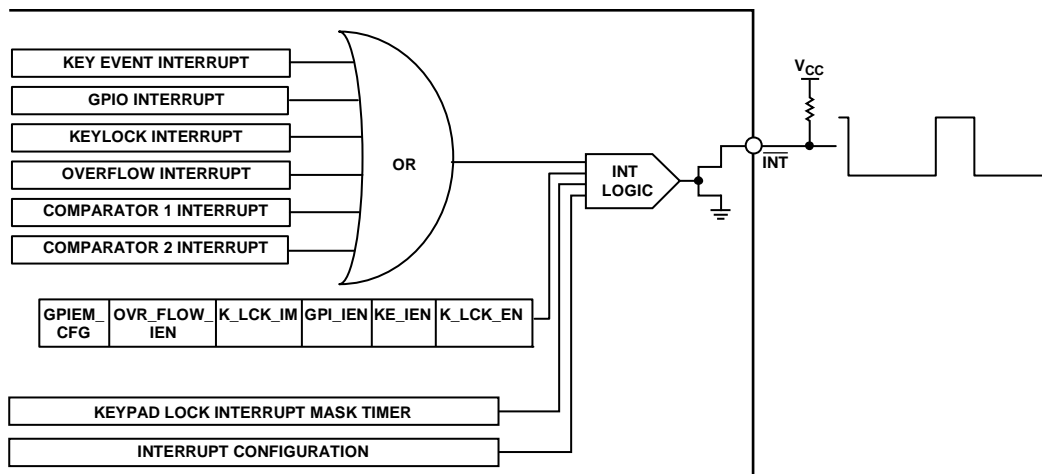 KEY EVENT INTERRUPT
GPIO INTERRUPT
KEYLOCK INTERRUPT
OVERFLOW INTERRUPT
COMPARATOR 1 INTERRUPT
COMPARATOR 2 INTERRUPT
OR
INT
LOGIC
VCC
INT
GPIEM_
CFG
OVR_FLOW_
IEN
K_LCK_IM
GPI_IEN
KE_IEN
K_LCK_EN
KEYPAD LOCK INTERRUPT MASK TIMER
INTERRUPT CONFIGURATION